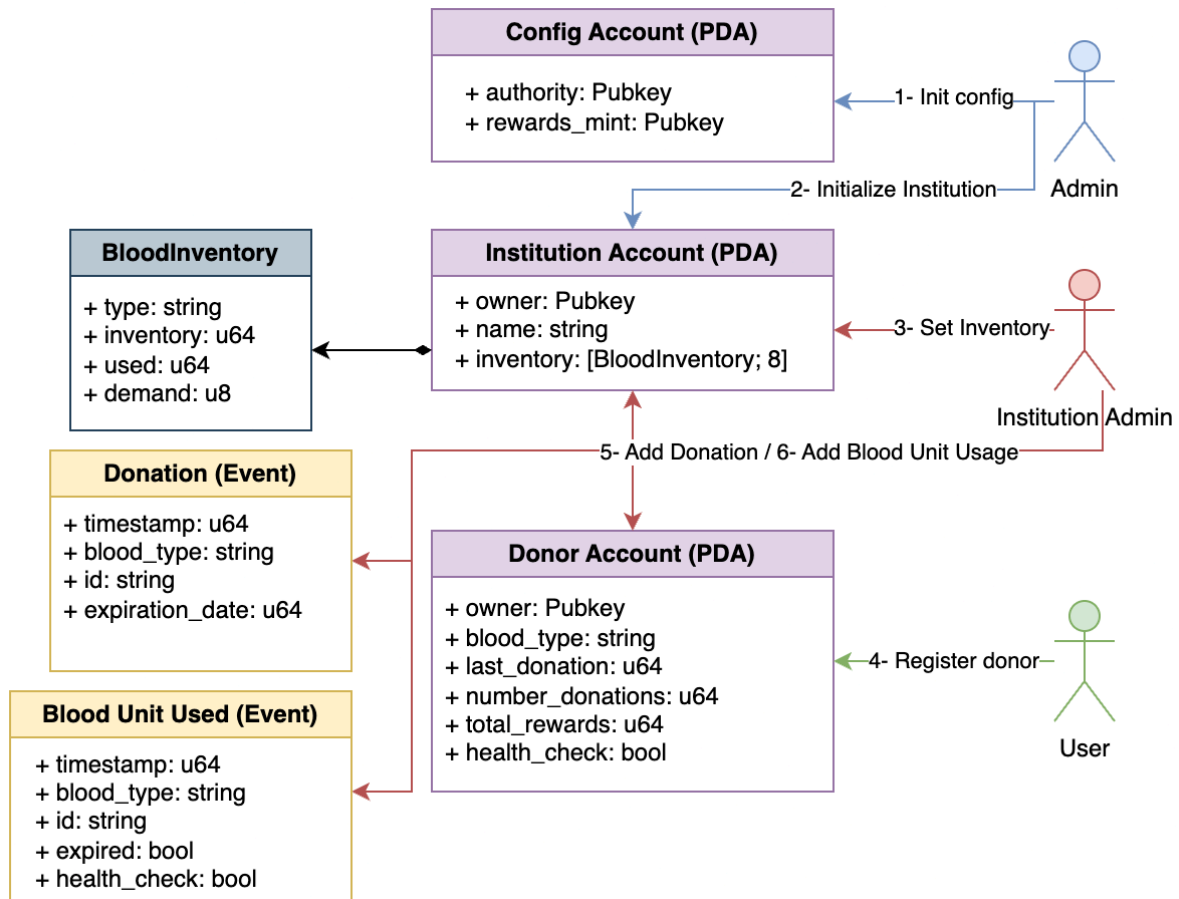 Config Account (PDA)
+ authority: Pubkey
+ rewards_mint: Pubkey
1- Init config
Admin
2- Initialize Institution
BloodInventory
+ type: string
+ inventory: u64
+ used: u64
+ demand: u8
Institution Account (PDA)
+ owner: Pubkey
+ name: string
+ inventory: [BloodInventory; 8]
3- Set Inventory
Institution Admin
5- Add Donation / 6- Add Blood Unit Usage
Donation (Event)
+ timestamp: u64
+ blood_type: string
+ id: string
+ expiration_date: u64
Donor Account (PDA)
+ owner: Pubkey
+ blood_type: string
+ last_donation: u64
+ number_donations: u64
+ total_rewards: u64
+ health_check: bool
4- Register donor
User
Blood Unit Used (Event)
+ timestamp: u64
+ blood_type: string
+ id: string
+ expired: bool
+ health_check: bool